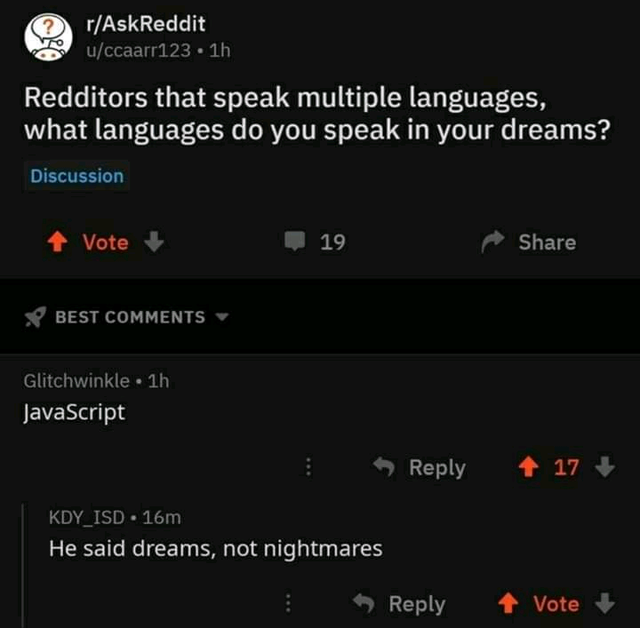 r/AskReddit
u/ccaarr123 • 1h
Redditors that speak multiple languages,
what languages do you speak in your dreams?
Discussion
Vote 19 Share
BEST COMMENTS
Glitchwinkle • 1h
JavaScript
Reply 17
KDY_ISD • 16m
He said dreams, not nightmares
Reply Vote